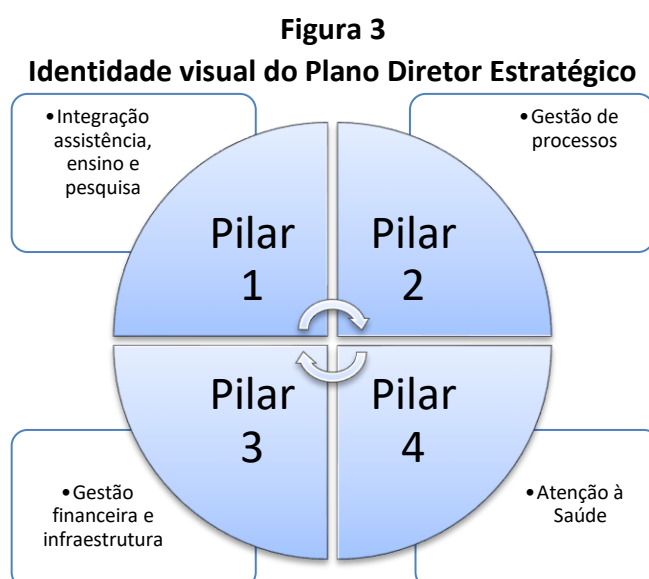 Figura 3
Identidade visual do Plano Diretor Estratégico
•Integração
assistência,
ensino e
pesquisa
•Gestão de
processos
Pilar
1
Pilar
2
Pilar
3
Pilar
4
•Gestão
financeira e
infraestrutura
•Atenção à
Saúde